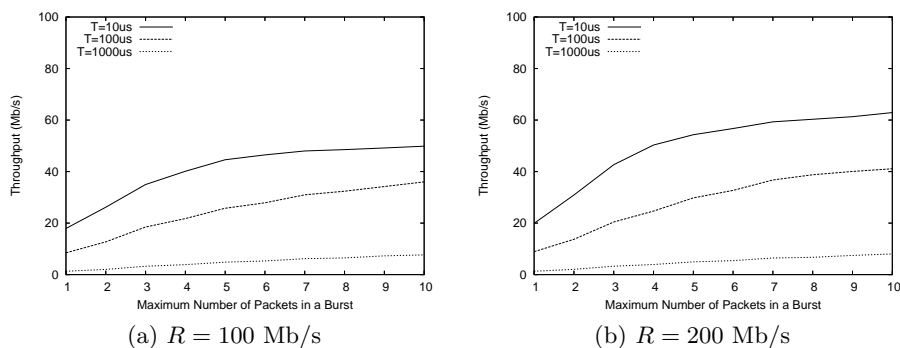 100
80
60
40
20
0
Throughput (Mb/s)
T=10us
T=100us
T=1000us
1 2 3 4 5 6 7 8 9 10
Maximum Number of Packets in a Burst
(a) R = 100 Mb/s
100
80
60
40
20
0
Throughput (Mb/s)
T=10us
T=100us
T=1000us
1 2 3 4 5 6 7 8 9 10
Maximum Number of Packets in a Burst
(b) R = 200 Mb/s